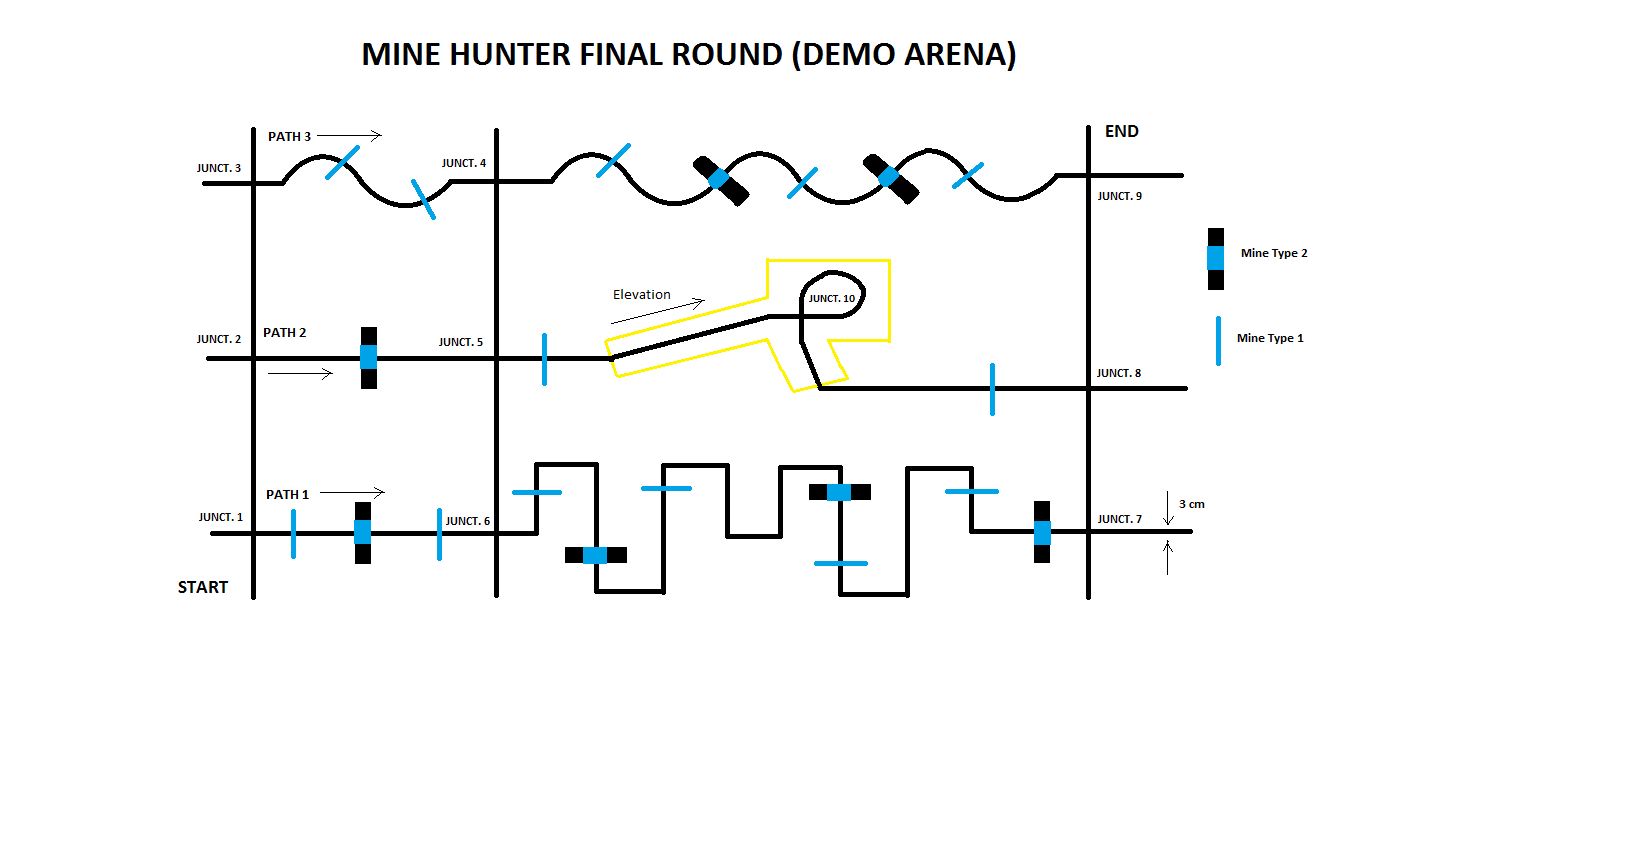 MINE HUNTER FINAL ROUND (DEMO ARENA)
END
PATH 3
JUNCT. 3
JUNCT. 4
JUNCT. 9
Mine Type 2
Elevation
JUNCT. 10
PATH 2
JUNCT. 2
JUNCT. 5
Mine Type 1
JUNCT. 8
PATH 1
3 cm
JUNCT. 1
JUNCT. 6
JUNCT. 7
START